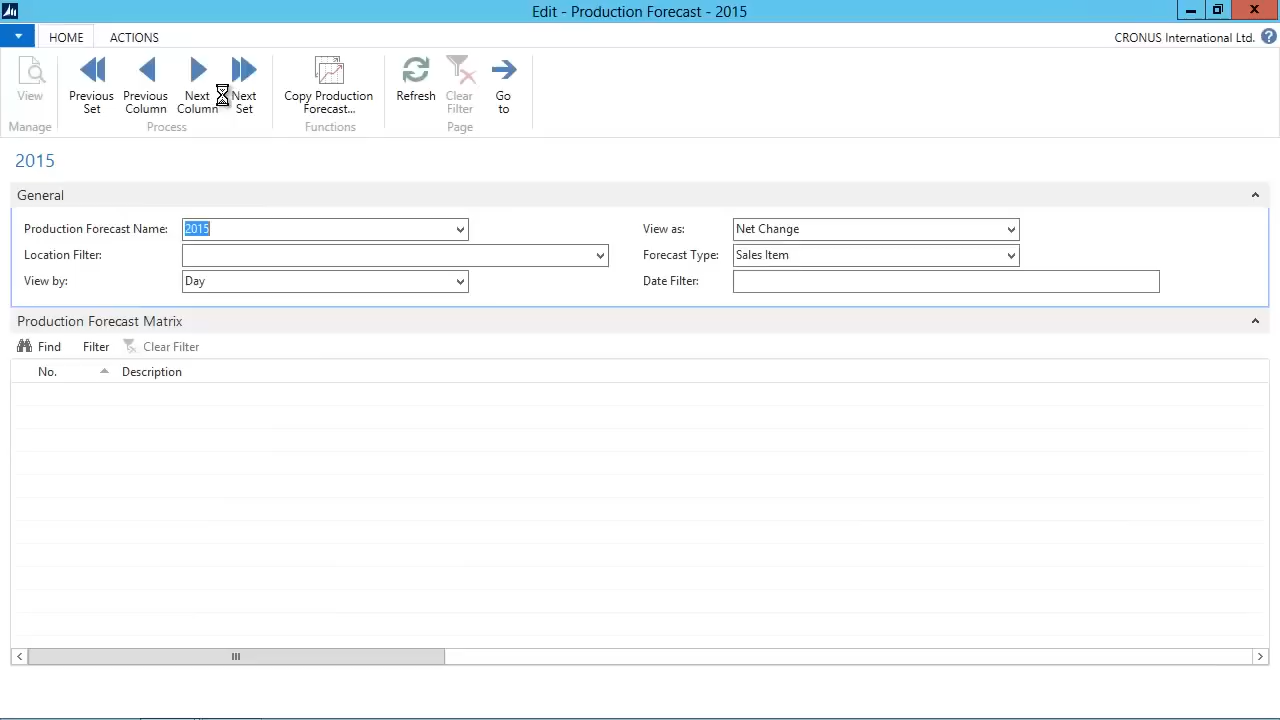 Edit - Production Forecast - 2015
HOME ACTIONS
CRONUS International Ltd.
View
Previous Set
Previous Column
Next Column
Next Set
Copy Production Forecast...
Refresh
Clear Filter
Go to
Manage Process Functions Page
2015
General
Production Forecast Name: 2015 View as: Net Change
Location Filter: Forecast Type: Sales Item
View by: Day Date Filter:
Production Forecast Matrix
Find Filter Clear Filter
No. Description